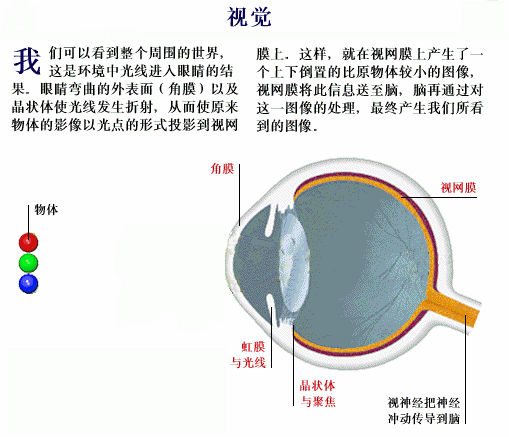 视觉
我们可以看到整个周围的世界，
这是环境中光线进入眼睛的结
果．眼睛弯曲的外表面（角膜）以及
晶状体使光线发生折射，从而使原来
物体的影像以光点的形式投影到视网
膜上．这样，就在视网膜上产生了一
个上下倒置的比原物体较小的图像，
视网膜将此信息送至脑，脑再通过对
这一图像的处理，最终产生我们所看
到的图像．
角膜
视网膜
物体
虹膜
与光线
晶状体
与聚焦
视神经把神经
冲动传导到脑